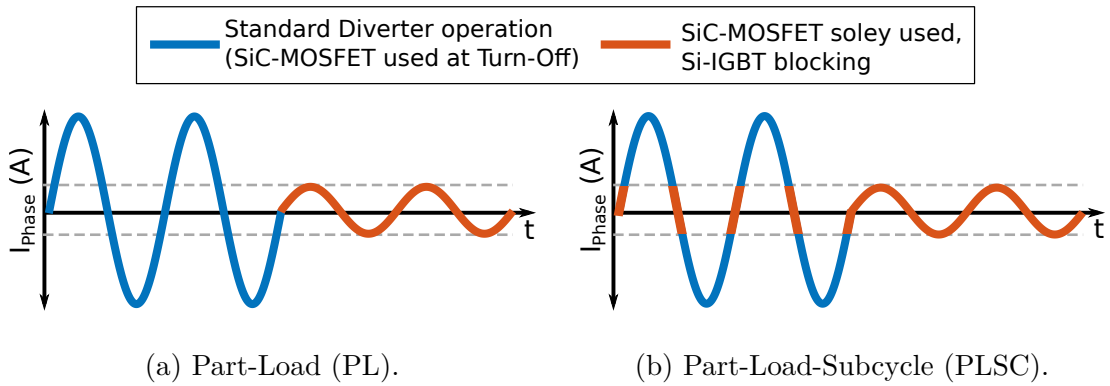 Standard Diverter operation
(SiC-MOSFET used at Turn-Off)
SiC-MOSFET soley used,
Si-IGBT blocking
I_Phase (A)
t
I_Phase (A)
t
(a) Part-Load (PL).
(b) Part-Load-Subcycle (PLSC).